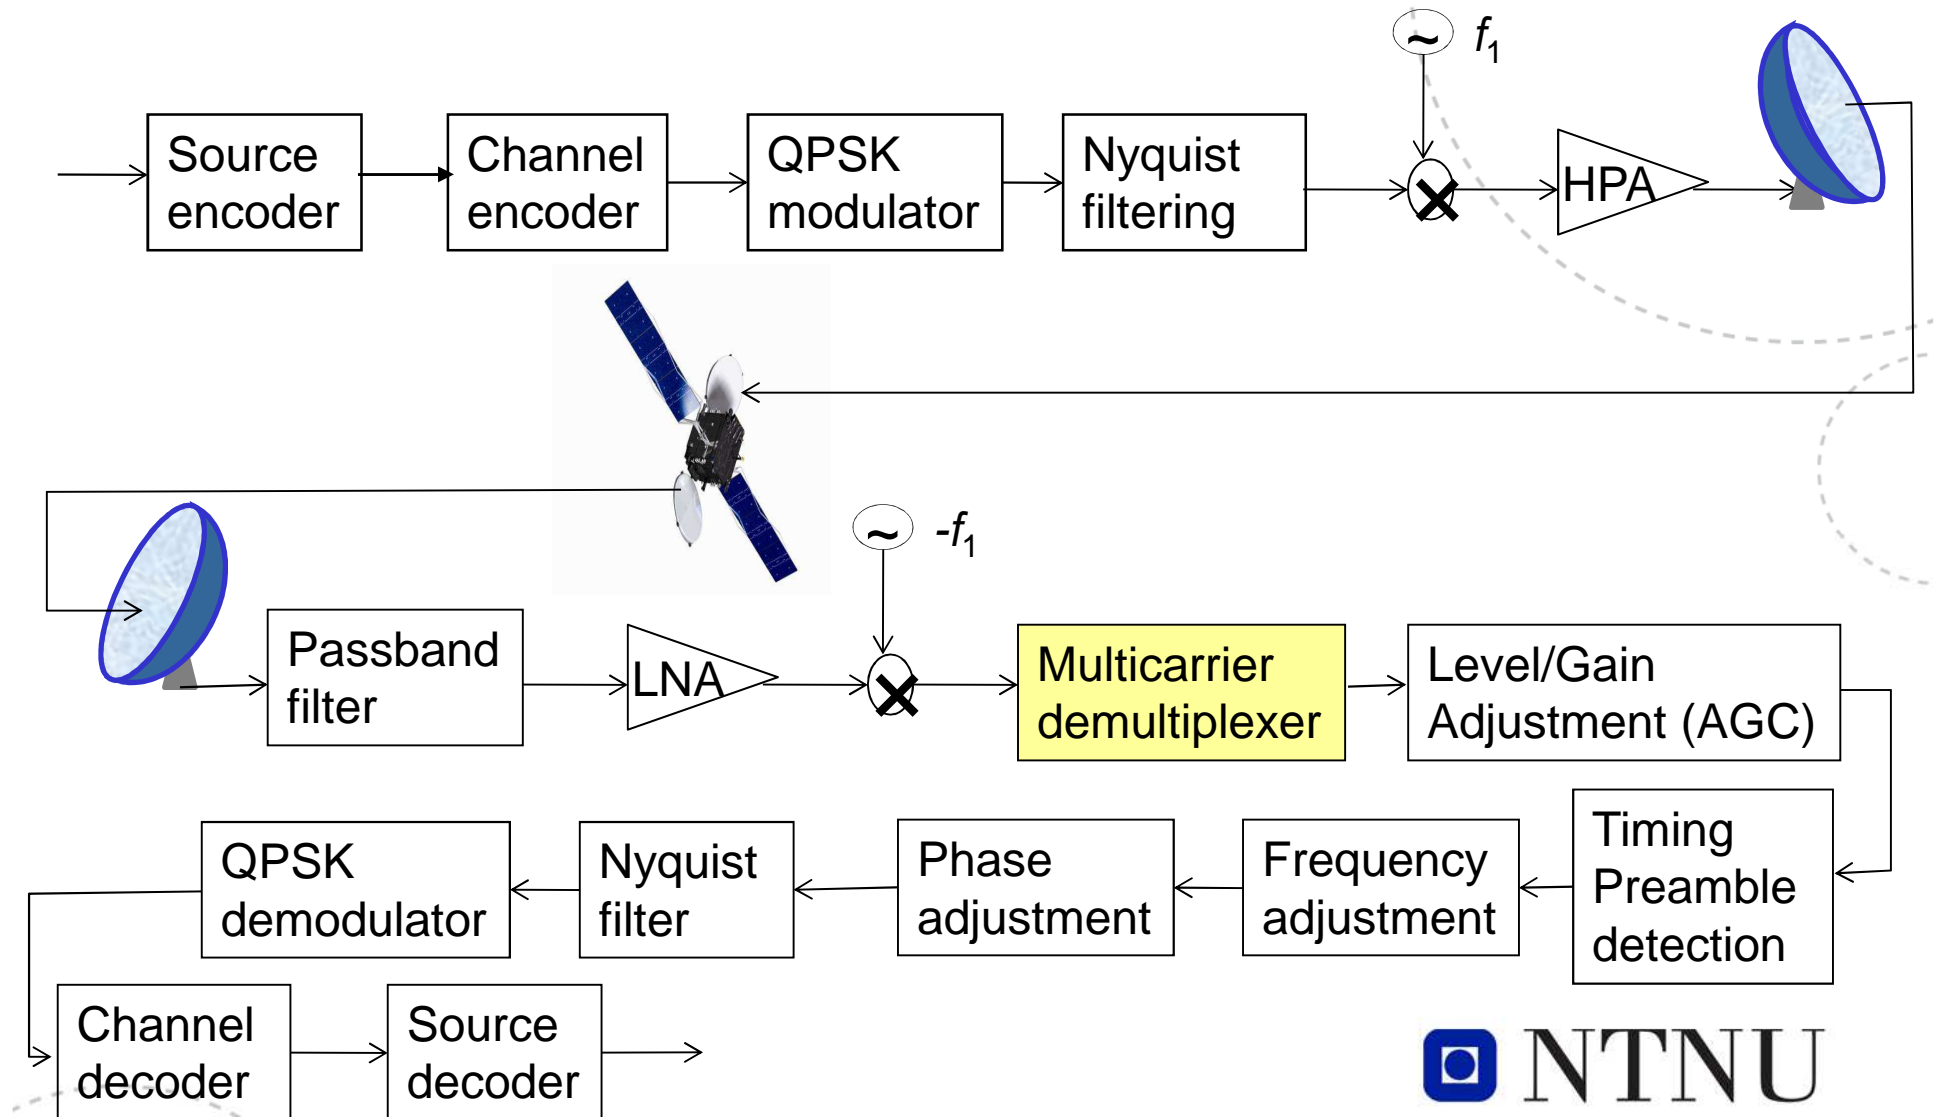 ~ f1
Source
encoder
Channel
encoder
QPSK
modulator
Nyquist
filtering
HPA
~ -f1
Passband
filter
LNA
Multicarrier
demultiplexer
Level/Gain
Adjustment (AGC)
Timing
Preamble
detection
Frequency
adjustment
Phase
adjustment
Nyquist
filter
QPSK
demodulator
Channel
decoder
Source
decoder
NTNU